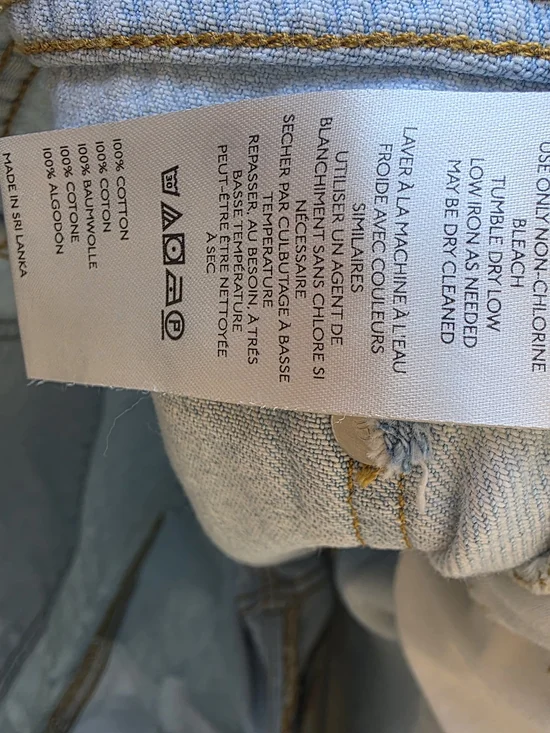 USE ONLY NON-CHLORINE
BLEACH
TUMBLE DRY LOW
LOW IRON AS NEEDED
MAY BE DRY CLEANED
LAVER À LA MACHINE À L'EAU
FROIDE AVEC COULEURS
SIMILAIRES
UTILISER UN AGENT DE
BLANCHIMENT SANS CHLORE SI
NÉCESSAIRE
SECHER PAR CULBUTAGE À BASSE
TEMPERATURE
REPASSER, AU BESOIN, À TRÉS
BASSE TEMPÉRATURE
PEUT-ÊTRE ÊTRE NETTOYÉE
À SEC
30 P
100% COTTON
100% COTON
100% BAUMWOLLE
100% COTONE
100% ALGODÓN
MADE IN SRI LANKA